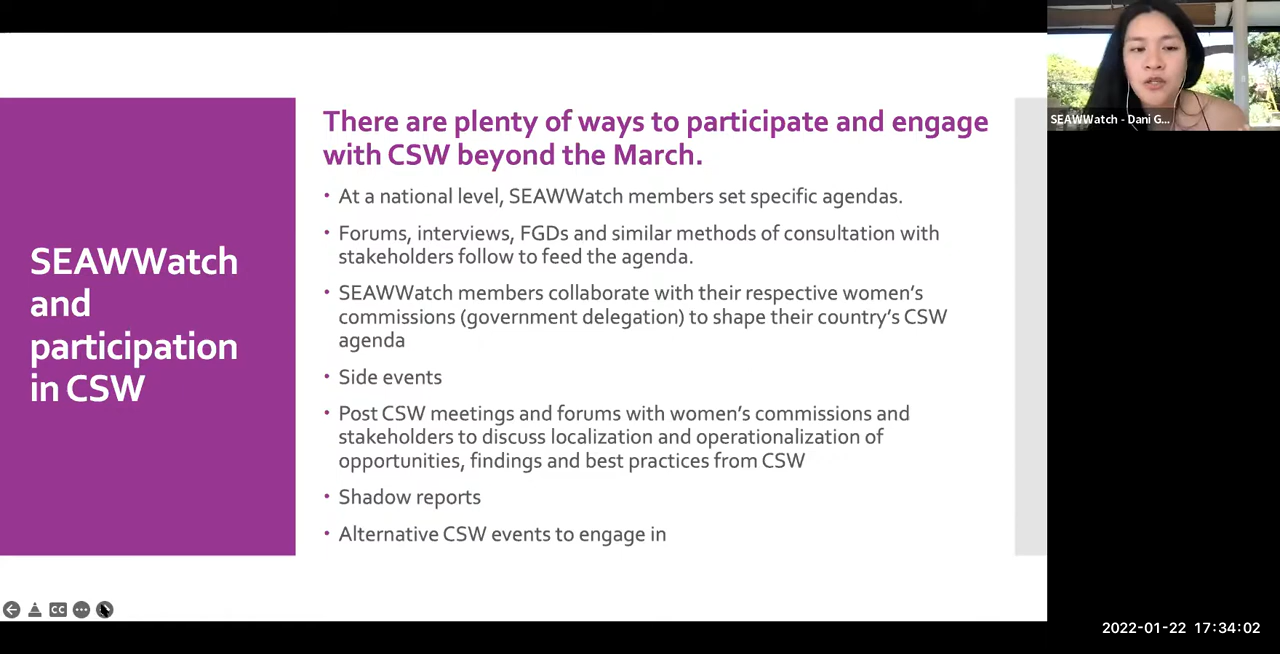 SEAWWatch
and
participation
in CSW
There are plenty of ways to participate and engage
with CSW beyond the March.
• At a national level, SEAWWatch members set specific agendas.
• Forums, interviews, FGDs and similar methods of consultation with
stakeholders follow to feed the agenda.
• SEAWWatch members collaborate with their respective women's
commissions (government delegation) to shape their country's CSW
agenda
• Side events
• Post CSW meetings and forums with women's commissions and
stakeholders to discuss localization and operationalization of
opportunities, findings and best practices from CSW
• Shadow reports
• Alternative CSW events to engage in
SEAWWatch - Dani G...
CC
2022-01-22 17:34:02